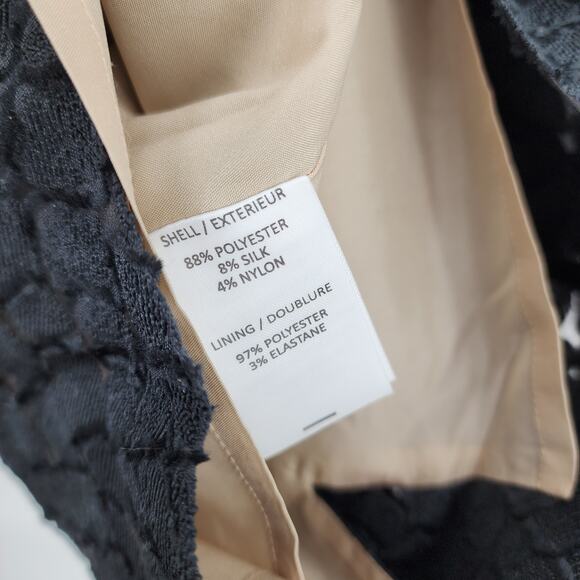 SHELL / EXTERIEUR
88% POLYESTER
8% SILK
4% NYLON
LINING / DOUBLURE
97% POLYESTER
3% ELASTANE